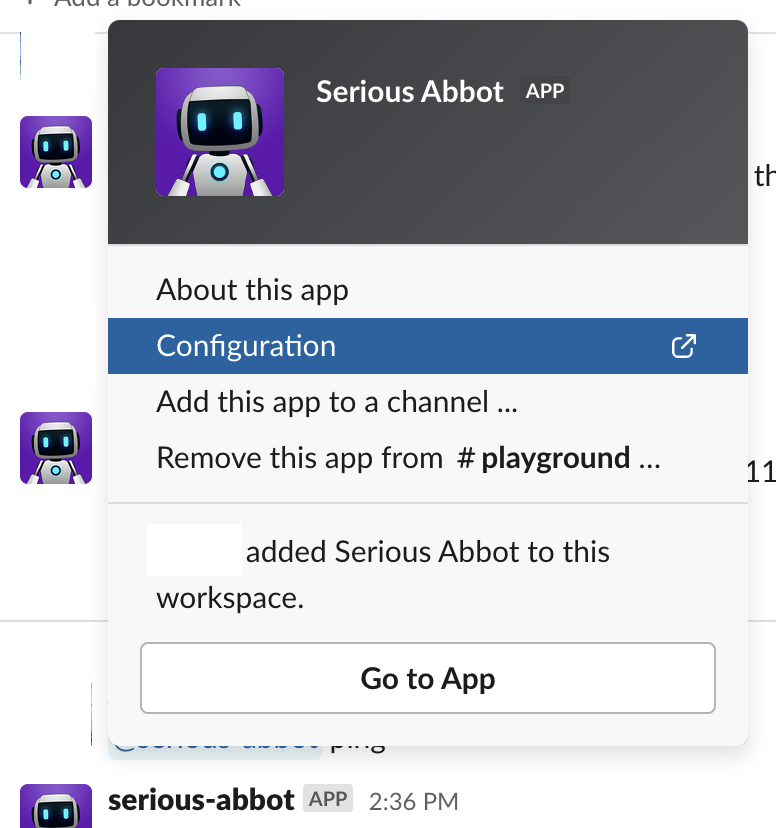 Add a bookmark
Serious Abbot APP
th
About this app
Configuration
Add this app to a channel ...
Remove this app from # playground ...
11
added Serious Abbot to this
workspace.
Go to App
@serious-abbot ping
serious-abbot APP 2:36 PM